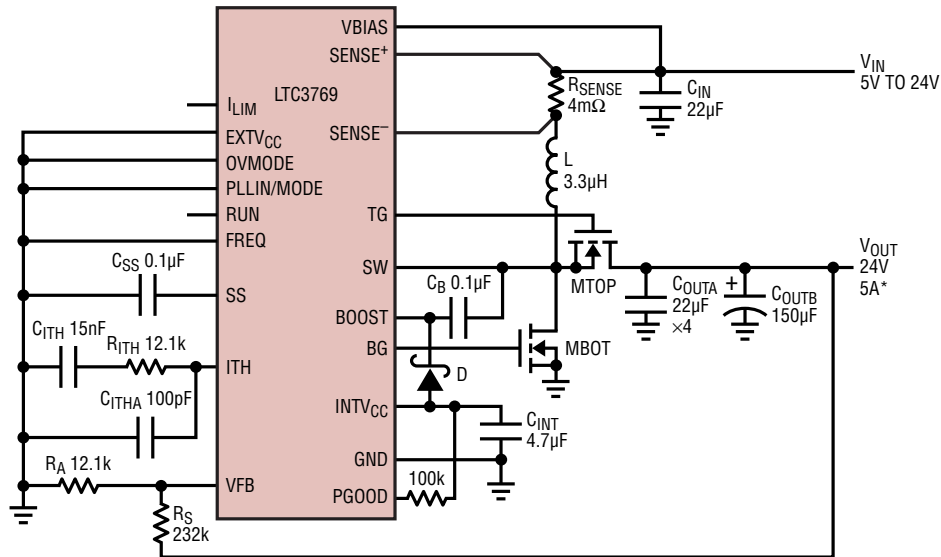 VBIAS
SENSE+
LTC3769
ILIM
EXTVCC
SENSE–
OVMODE
PLLIN/MODE
RUN
TG
FREQ
SW
SS
BOOST
BG
ITH
INTVCC
GND
VFB
PGOOD
CSS 0.1µF
CITH 15nF
RITH 12.1k
CITHA 100pF
RA 12.1k
RS
232k
VIN
5V TO 24V
RSENSE
4mΩ
CIN
22µF
L
3.3µH
MTOP
VOUT
24V
5A*
CB 0.1µF
COUTA
22µF
×4
+
COUTB
150µF
MBOT
D
CINT
4.7µF
100k